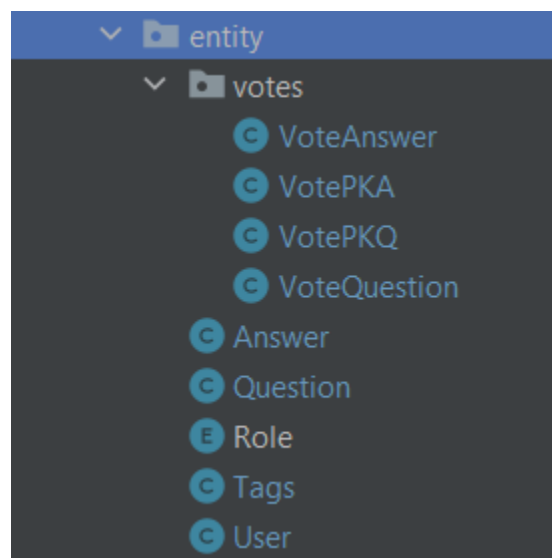 entity
votes
C VoteAnswer
C VotePKA
C VotePKQ
C VoteQuestion
C Answer
C Question
E Role
C Tags
C User